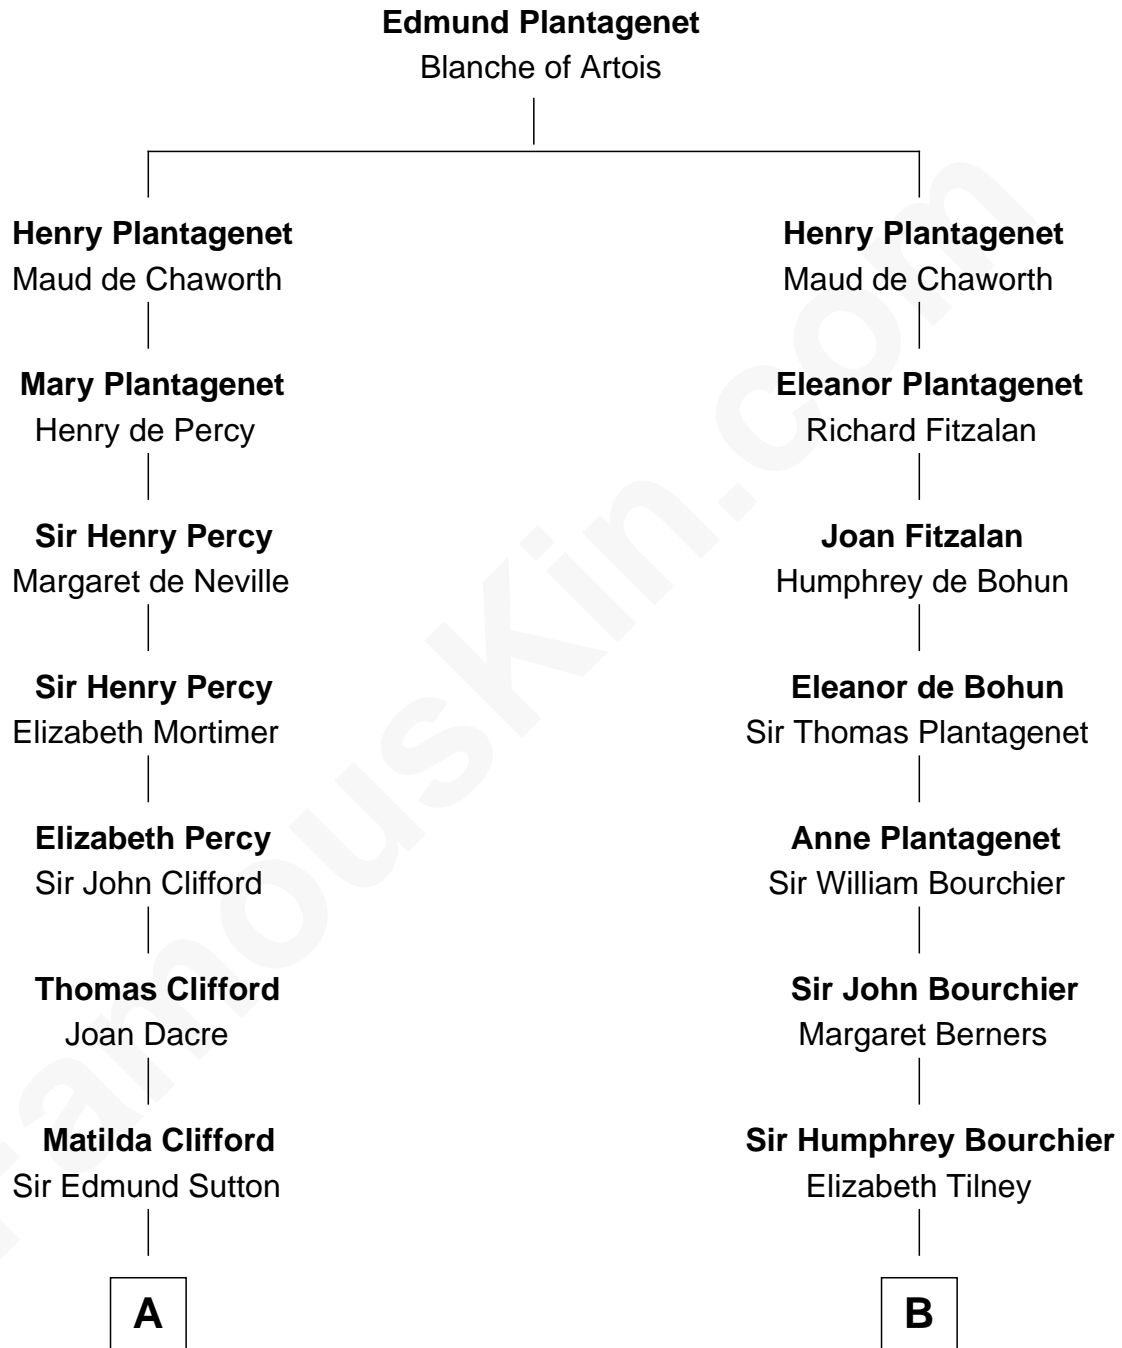 Edmund Plantagenet
Blanche of Artois
Henry Plantagenet
Maud de Chaworth
Henry Plantagenet
Maud de Chaworth
Mary Plantagenet
Henry de Percy
Eleanor Plantagenet
Richard Fitzalan
Sir Henry Percy
Margaret de Neville
Joan Fitzalan
Humphrey de Bohun
Sir Henry Percy
Elizabeth Mortimer
Eleanor de Bohun
Sir Thomas Plantagenet
Elizabeth Percy
Sir John Clifford
Anne Plantagenet
Sir William Bourchier
Thomas Clifford
Joan Dacre
Sir John Bourchier
Margaret Berners
Matilda Clifford
Sir Edmund Sutton
Sir Humphrey Bourchier
Elizabeth Tilney
A
B
FamousKin.com